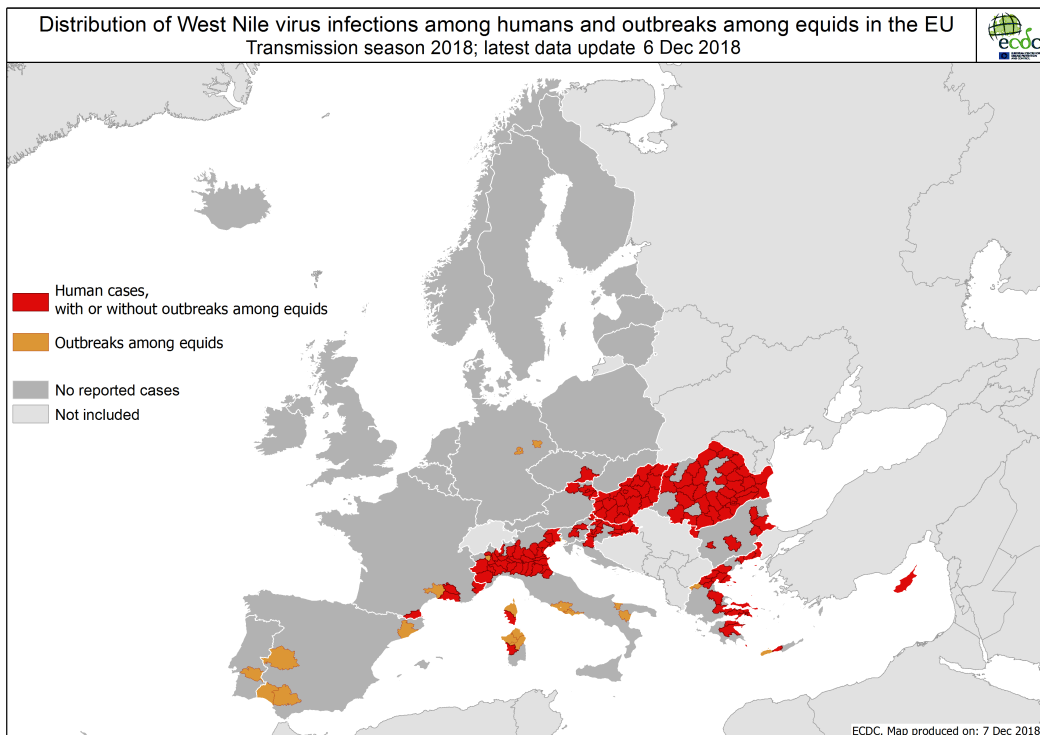 Distribution of West Nile virus infections among humans and outbreaks among equids in the EU
Transmission season 2018; latest data update 6 Dec 2018
ecdc
Human cases,
with or without outbreaks among equids
Outbreaks among equids
No reported cases
Not included
ECDC. Map produced on: 7 Dec 2018